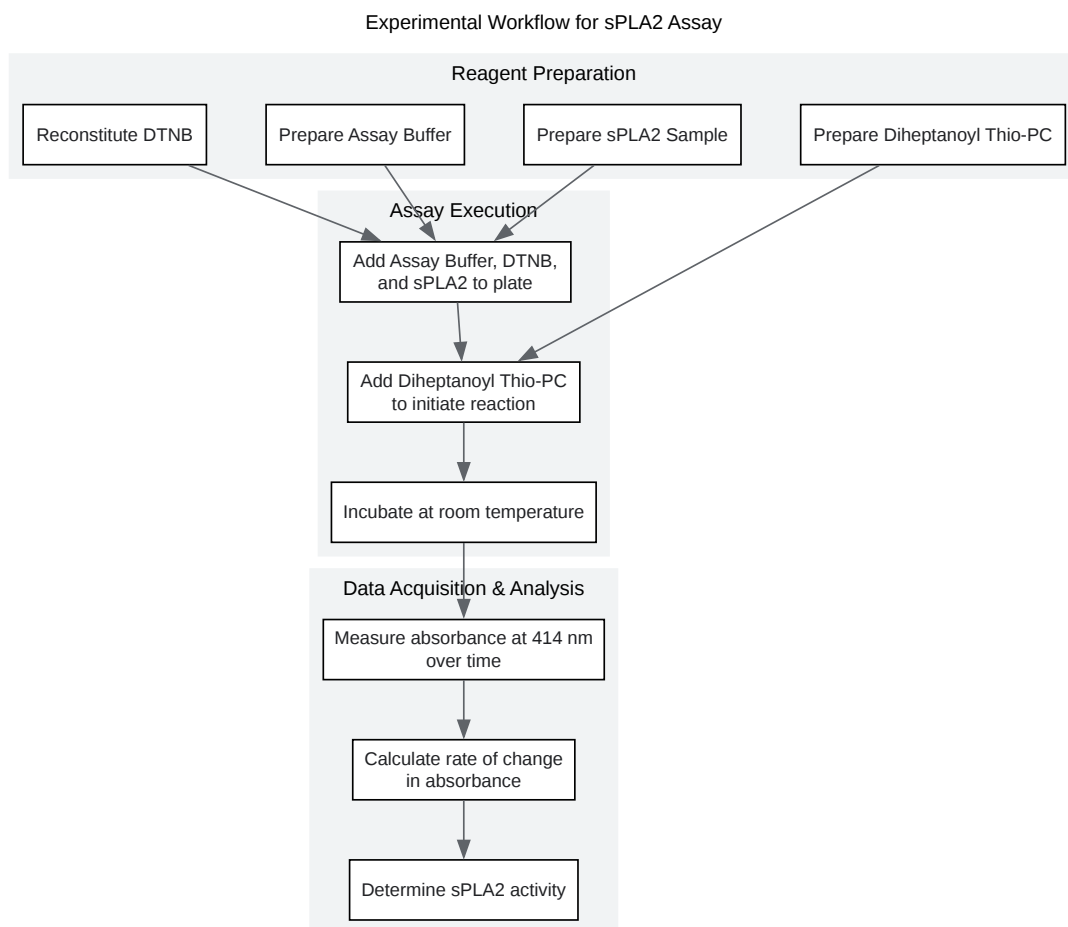 Experimental Workflow for sPLA2 Assay
Reagent Preparation
Reconstitute DTNB
Prepare Assay Buffer
Prepare sPLA2 Sample
Prepare Diheptanoyl Thio-PC
Assay Execution
Add Assay Buffer, DTNB,
and sPLA2 to plate
Add Diheptanoyl Thio-PC
to initiate reaction
Incubate at room temperature
Data Acquisition & Analysis
Measure absorbance at 414 nm
over time
Calculate rate of change
in absorbance
Determine sPLA2 activity